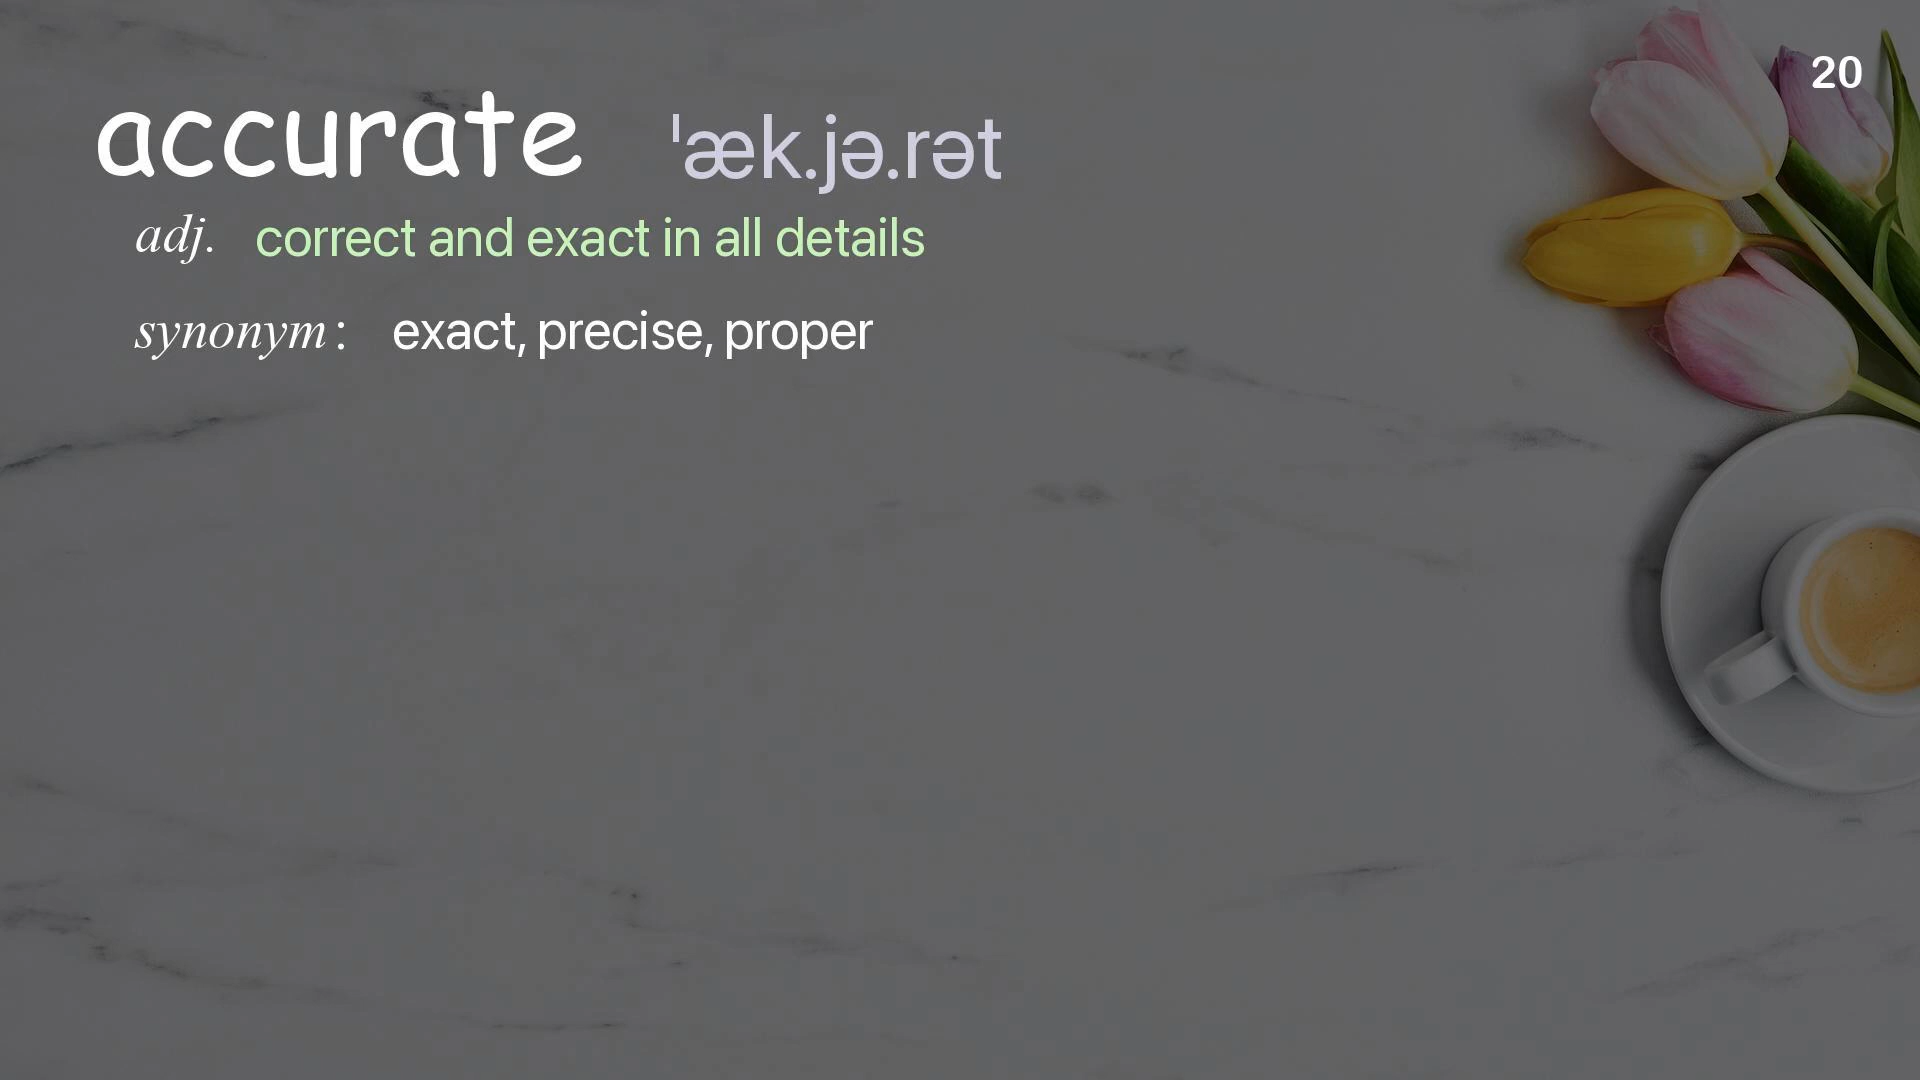 20
accurate ˈæk.jə.rət
adj. correct and exact in all details
synonym: exact, precise, proper